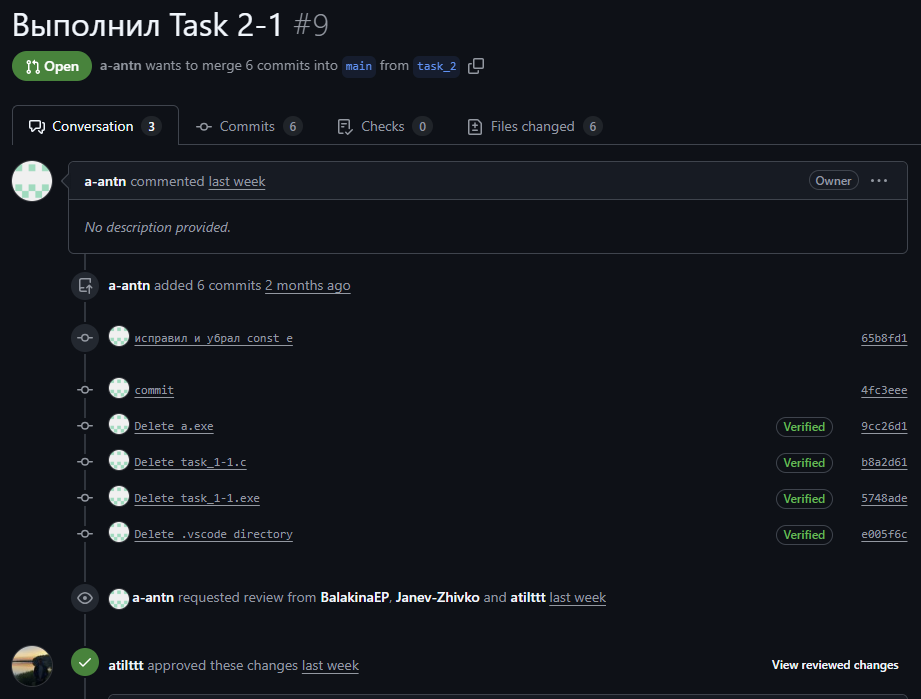 Выполнил Task 2-1 #9
Open a-antn wants to merge 6 commits into main from task_2
Conversation 3 Commits 6 Checks 0 Files changed 6
a-antn commented last week Owner
No description provided.
a-antn added 6 commits 2 months ago
исправил и убрал const e 65b8fd1
commit 4fc3eee
Delete a.exe Verified 9cc26d1
Delete task_1-1.c Verified b8a2d61
Delete task_1-1.exe Verified 5748ade
Delete .vscode directory Verified e005f6c
a-antn requested review from BalakinaEP, Janev-Zhivko and atilttt last week
atilttt approved these changes last week View reviewed changes